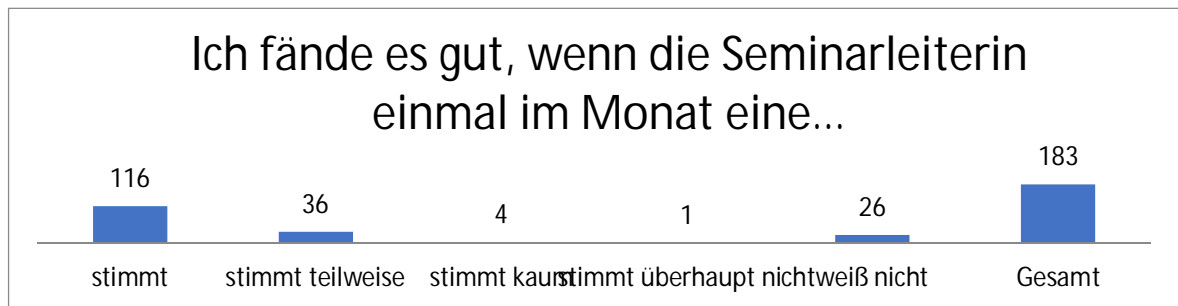 Ich fände es gut, wenn die Seminarleiterin
einmal im Monat eine...
116 36 4 1 26 183
stimmt stimmt teilweise stimmt kaum stimmt überhaupt nicht weiß nicht Gesamt